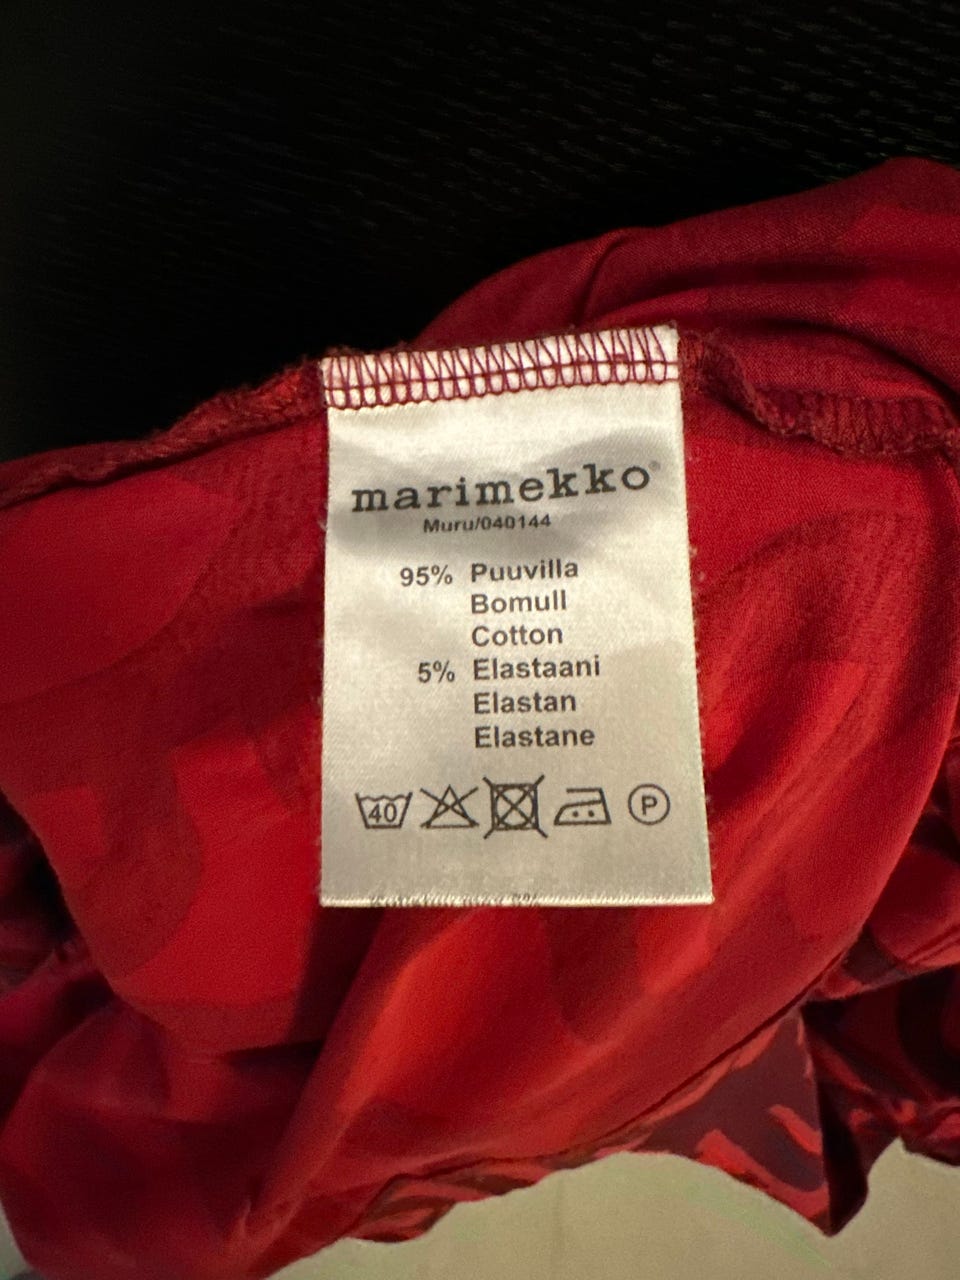 marimekko®
Muru/040144
95% Puuvilla
Bomull
Cotton
5% Elastaani
Elastan
Elastane
40 P